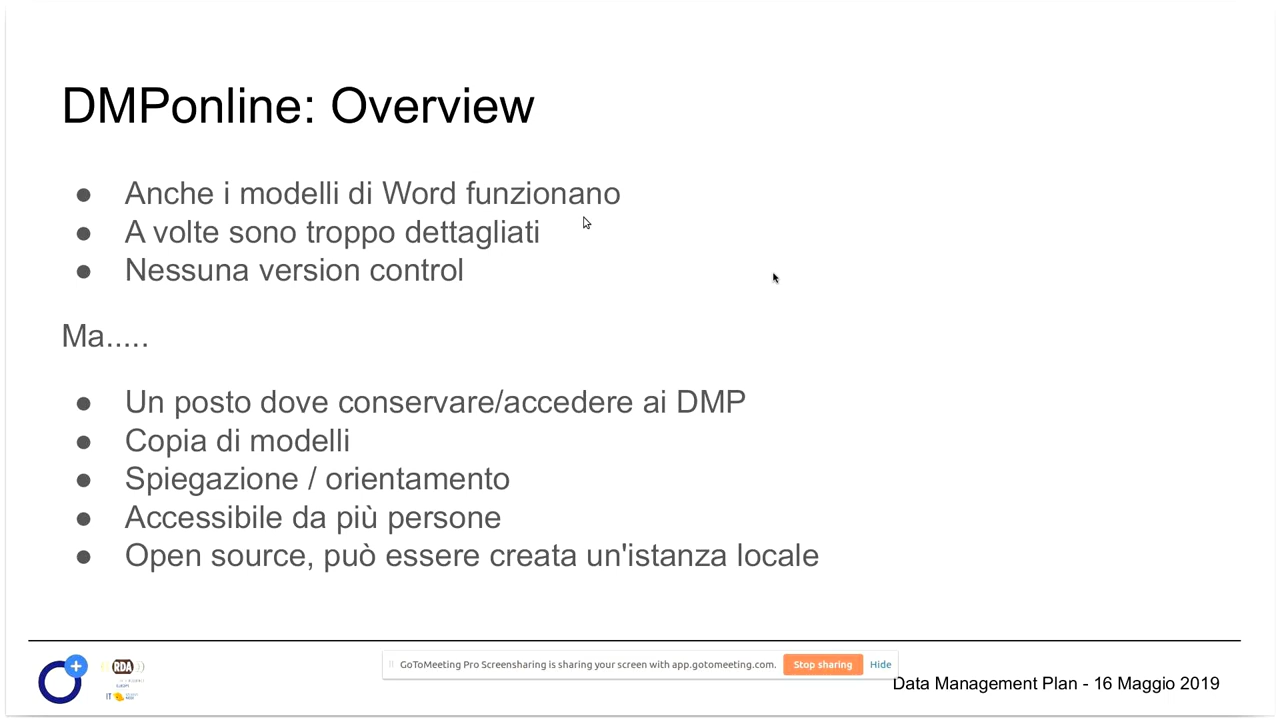 DMPonline: Overview
● Anche i modelli di Word funzionano
● A volte sono troppo dettagliati
● Nessuna version control
Ma.....
● Un posto dove conservare/accedere ai DMP
● Copia di modelli
● Spiegazione / orientamento
● Accessibile da più persone
● Open source, può essere creata un'istanza locale
RDA
IT
GoToMeeting Pro Screensharing is sharing your screen with app.gotomeeting.com. Stop sharing Hide
Data Management Plan - 16 Maggio 2019